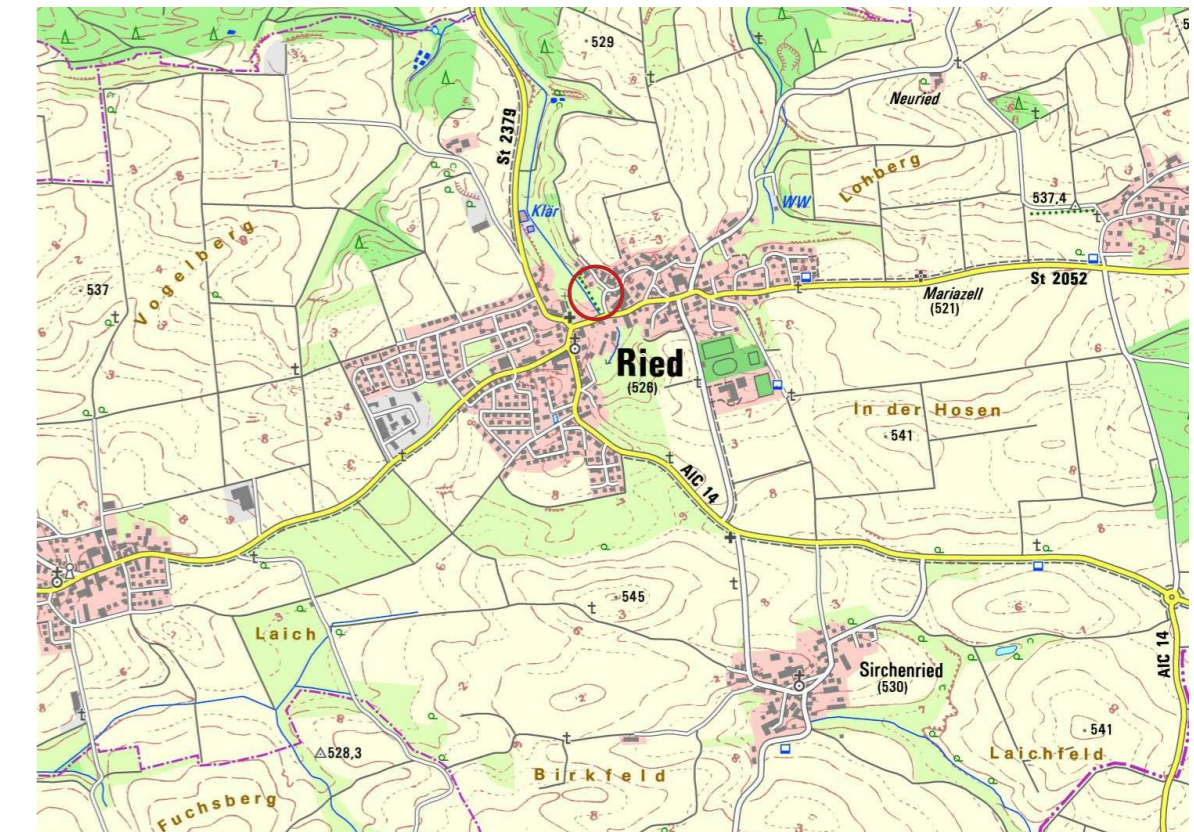 529
Neuried
St 2379
Lohberg
WW
537,4
Klär
Vogelberg
537
St 2052
Mariazell
(521)
Ried
(526)
In der Hosen
541
AIC 14
545
Laich
Sirchenried
(530)
AIC 14
541
Laichfeld
528,3
Birkfeld
Fuchsberg